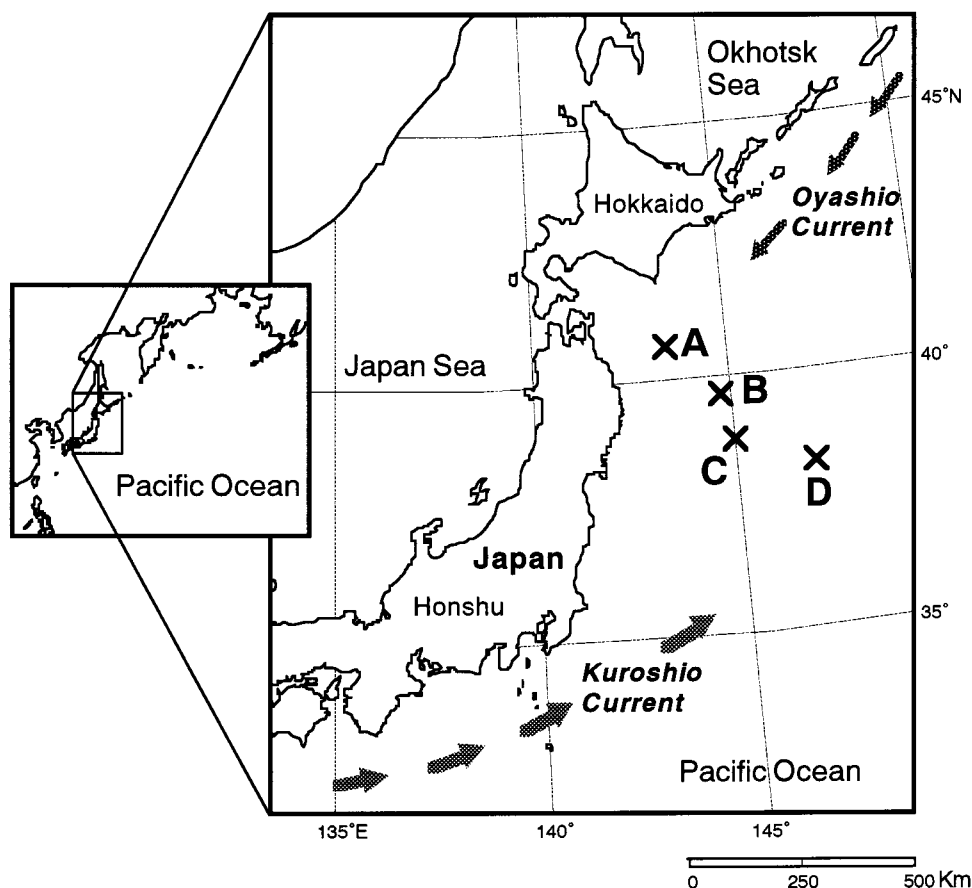 Okhotsk
Sea
45°N
Hokkaido
Oyashio
Current
A
40°
Japan Sea
B
C
D
Pacific Ocean
Japan
Honshu
35°
Kuroshio
Current
Pacific Ocean
135°E
140°
145°
0 250 500 Km